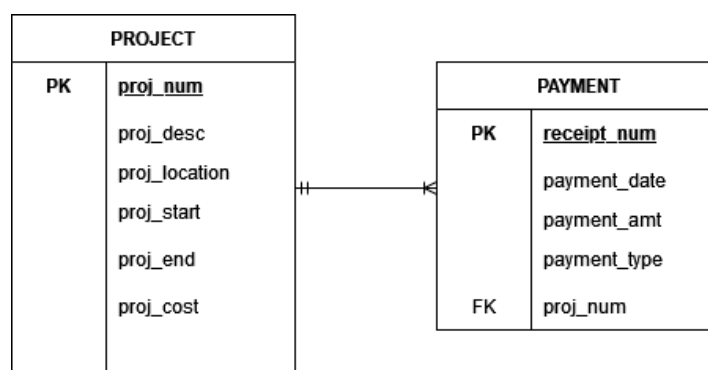 PROJECT
PK proj_num
proj_desc
proj_location
proj_start
proj_end
proj_cost
PAYMENT
PK receipt_num
payment_date
payment_amt
payment_type
FK proj_num